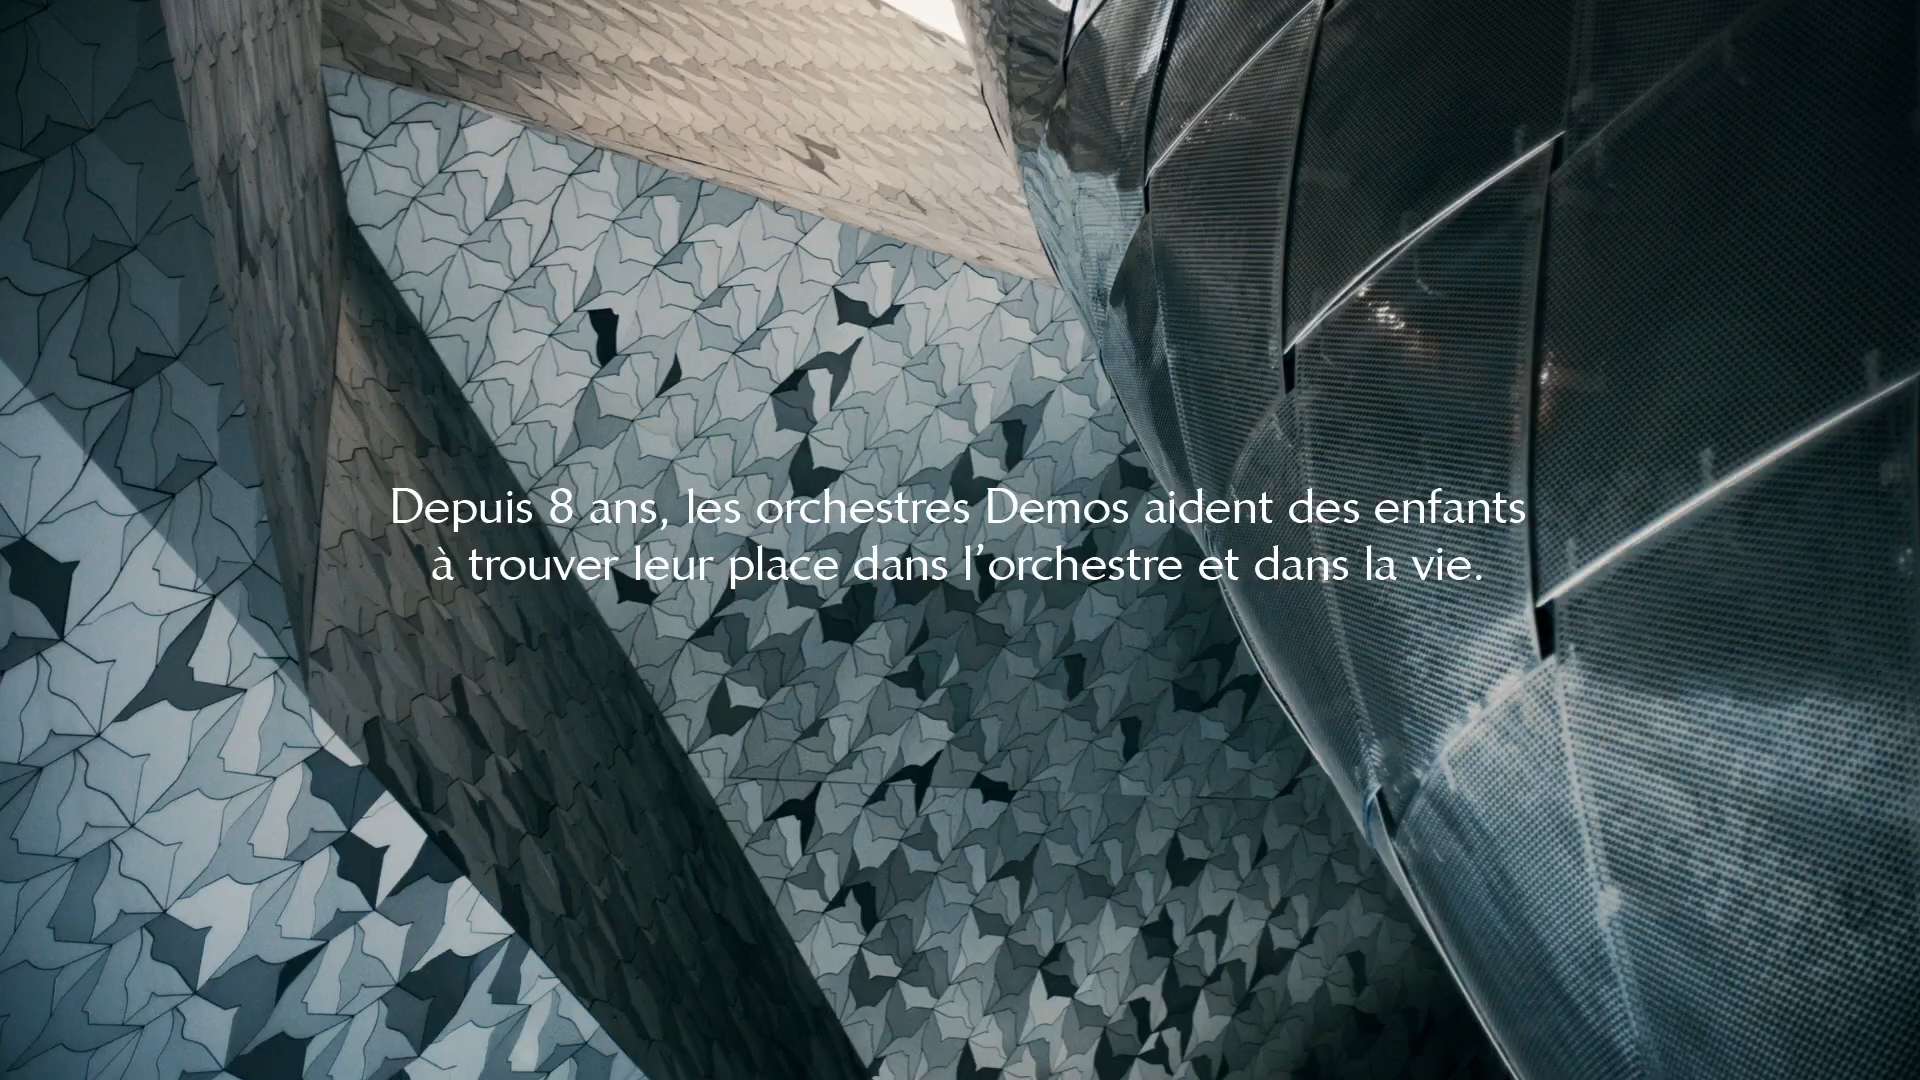 Depuis 8 ans, les orchestres Demos aident des enfants
à trouver leur place dans l’orchestre et dans la vie.